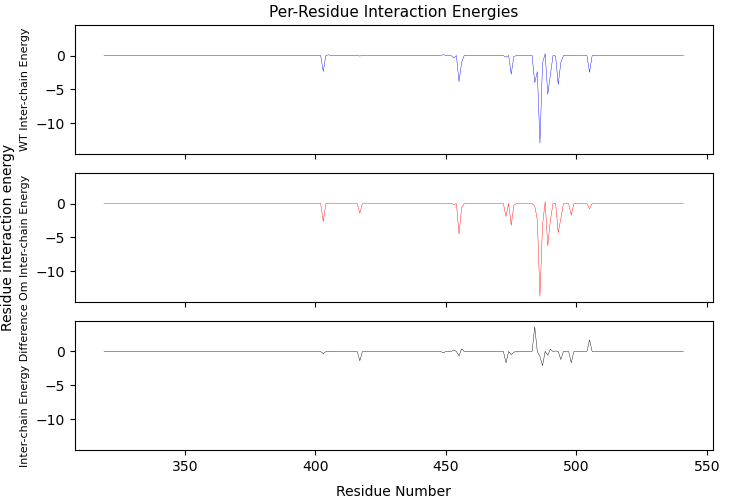 Per-Residue Interaction Energies
Residue interaction energy
WT Inter-chain Energy
0
−5
−10
Om Inter-chain Energy
0
−5
−10
Inter-chain Energy Difference
0
−5
−10
350
400
450
500
550
Residue Number